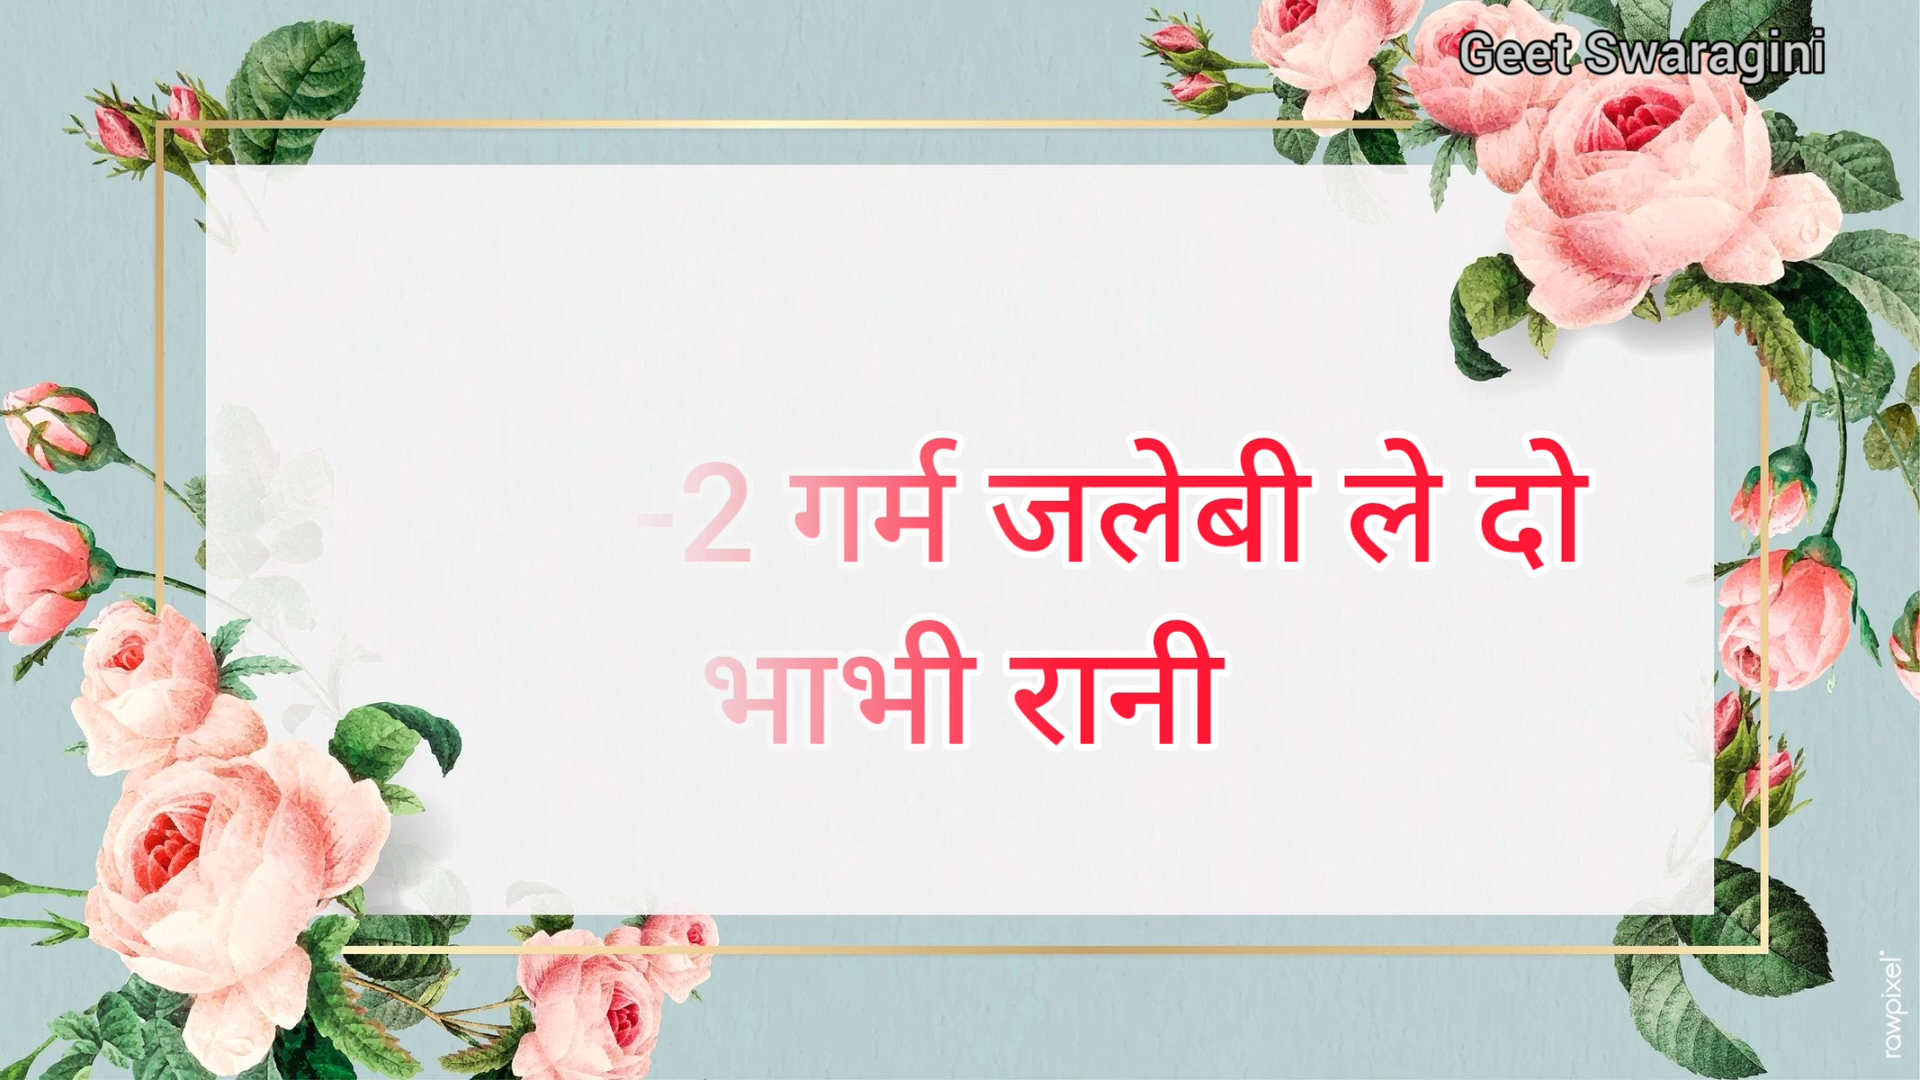 Geet Swaragini
-2 गर्म जलेबी ले दो
भाभी रानी
rawpixel